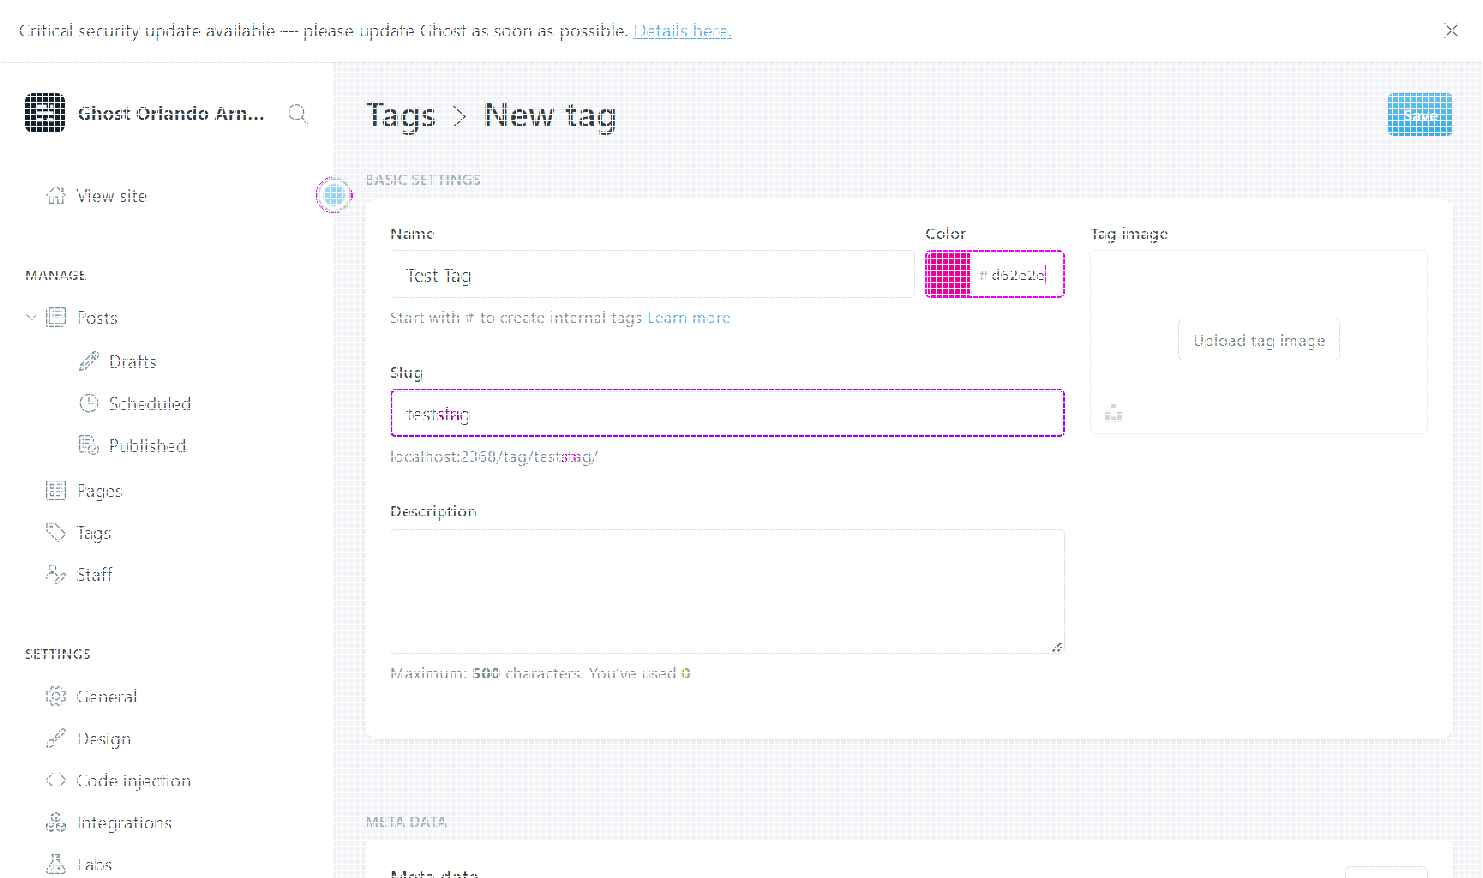 Critical security update available — please update Ghost as soon as possible. Details here.
Ghost Orlando Arn...
Tags > New tag
Save
View site
BASIC SETTINGS
MANAGE
Posts
Drafts
Scheduled
Published
Pages
Tags
Staff
SETTINGS
General
Design
Code injection
Integrations
Labs
Name
Test Tag
Start with # to create internal tags Learn more
Color
Tag image
Upload tag image
Slug
localhost:2368/tag/
Description
Maximum: 500 characters. You've used 0
META DATA
Meta data